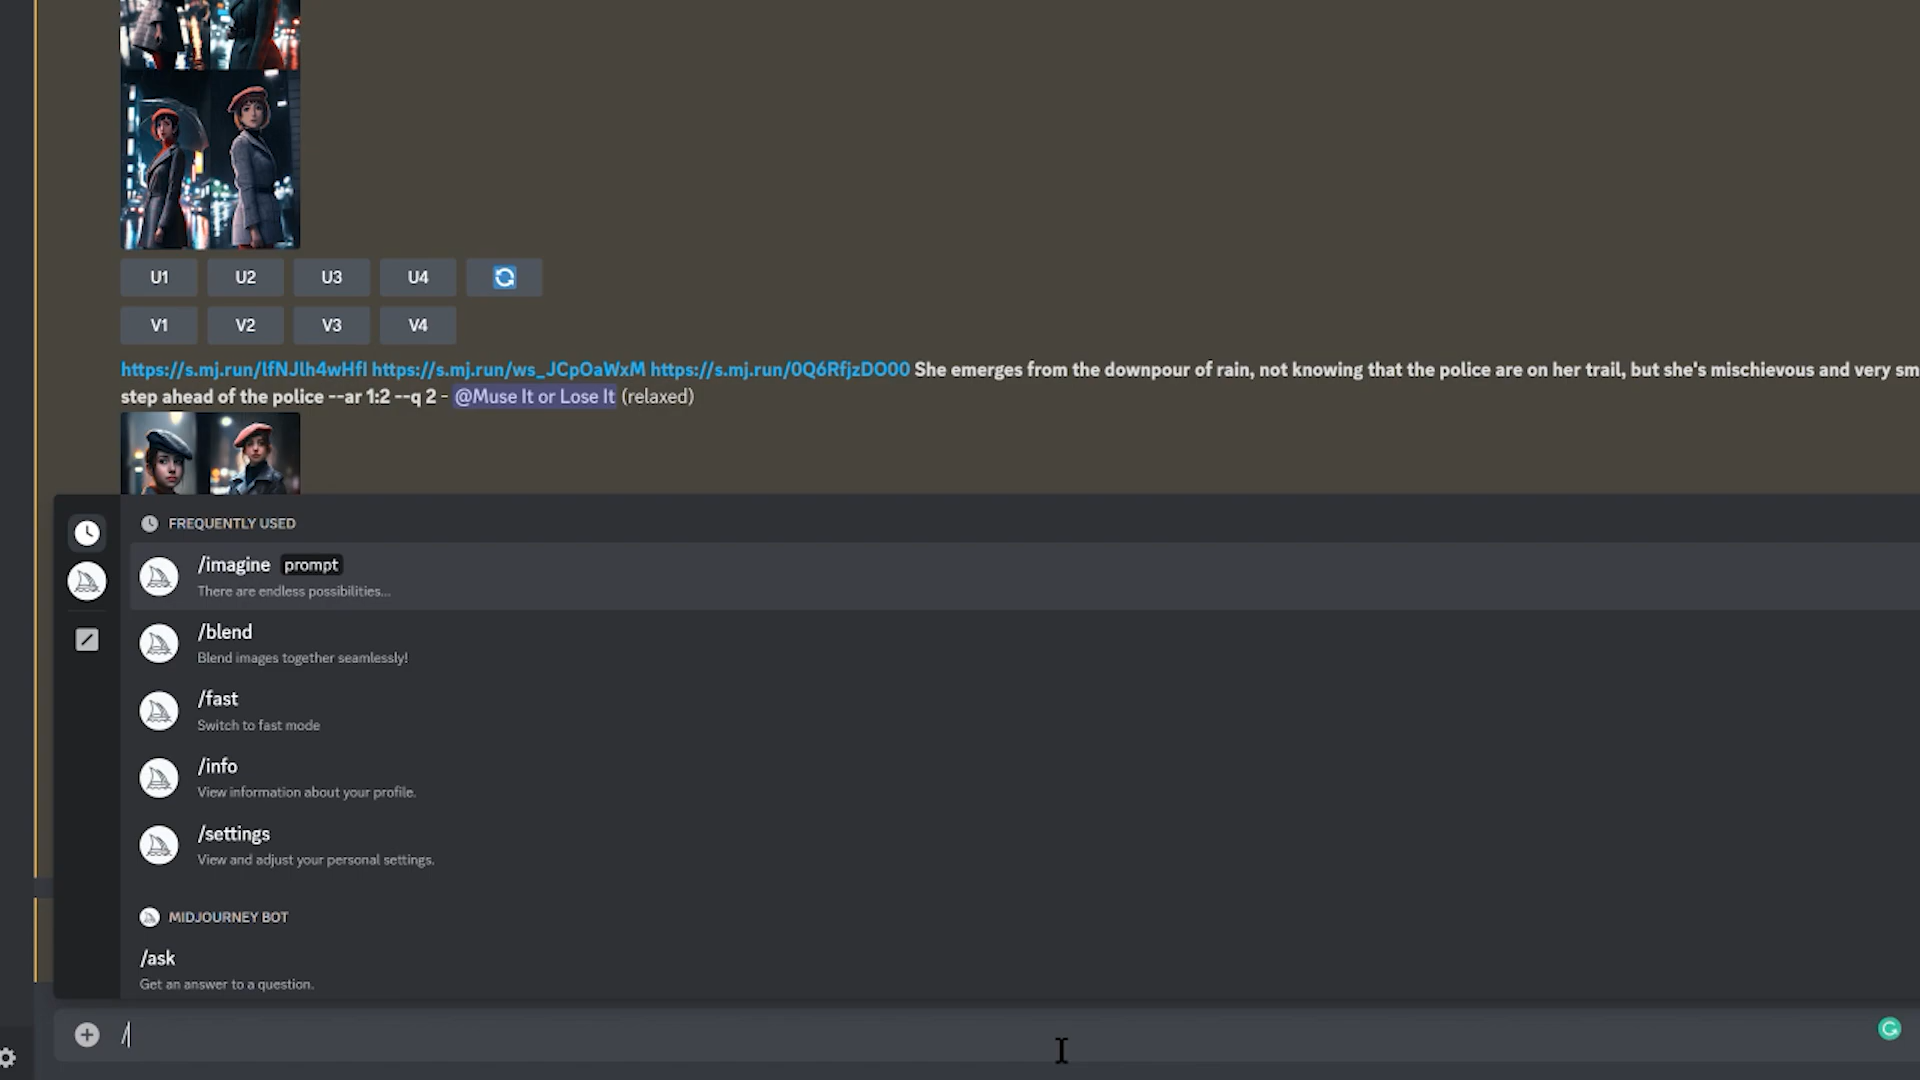 U1 U2 U3 U4
V1 V2 V3 V4
https://s.mj.run/lfNJlh4wHfI https://s.mj.run/ws_JCpOaWxM https://s.mj.run/0Q6RfjzDO00 She emerges from the downpour of rain, not knowing that the police are on her trail, but she's mischievous and very sm
step ahead of the police --ar 1:2 --q 2 - @Muse It or Lose It (relaxed)
FREQUENTLY USED
/imagine prompt
There are endless possibilities...
/blend
Blend images together seamlessly!
/fast
Switch to fast mode
/info
View information about your profile.
/settings
View and adjust your personal settings.
MIDJOURNEY BOT
/ask
Get an answer to a question.
/